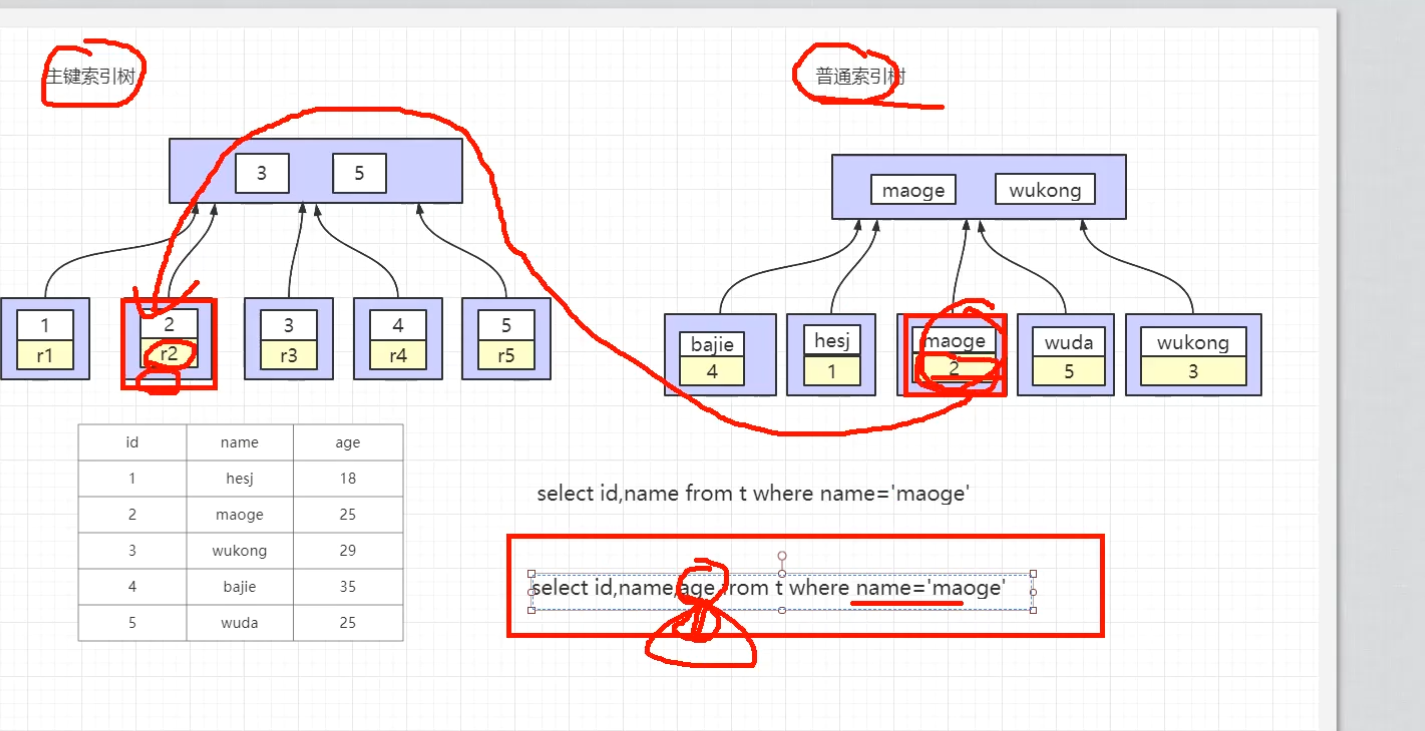 主键索引树
普通索引树
3 5
maoge wukong
1 2 3 4 5
r1 r2 r3 r4 r5
bajie hesj maoge wuda wukong
4 1 2 5 3
id name age
1 hesj 18
2 maoge 25
3 wukong 29
4 bajie 35
5 wuda 25
select id,name from t where name='maoge'
select id,name,age from t where name='maoge'